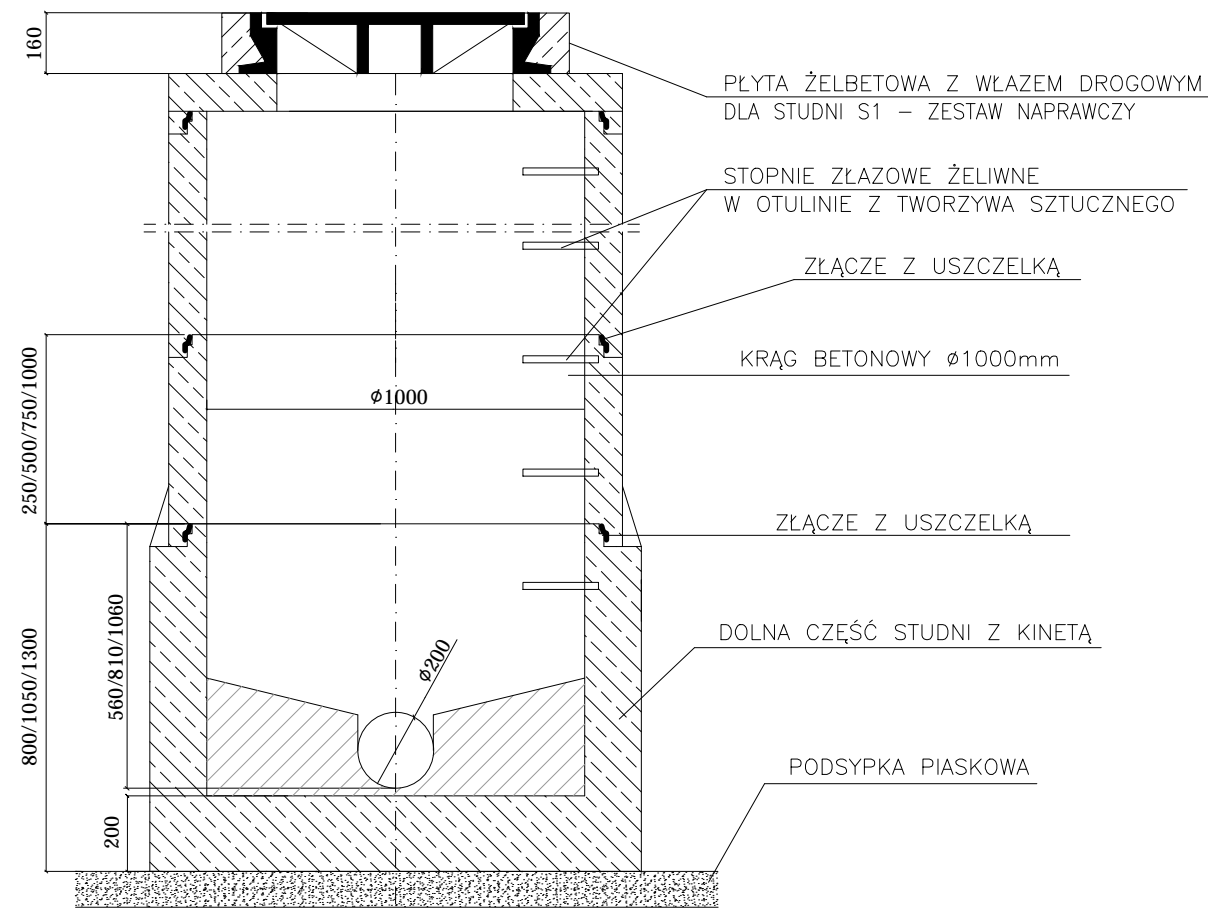 160
PŁYTA ŻELBETOWA Z WŁAZEM DROGOWYM
DLA STUDNI S1 – ZESTAW NAPRAWCZY
STOPNIE ZŁAZOWE ŻELIWNE
W OTULINIE Z TWORZYWA SZTUCZNEGO
ZŁĄCZE Z USZCZELKĄ
KRĄG BETONOWY ø1000mm
250/500/750/1000
ø1000
ZŁĄCZE Z USZCZELKĄ
DOLNA CZĘŚĆ STUDNI Z KINETĄ
800/1050/1300
560/810/1060
ø200
PODSYPKA PIASKOWA
200